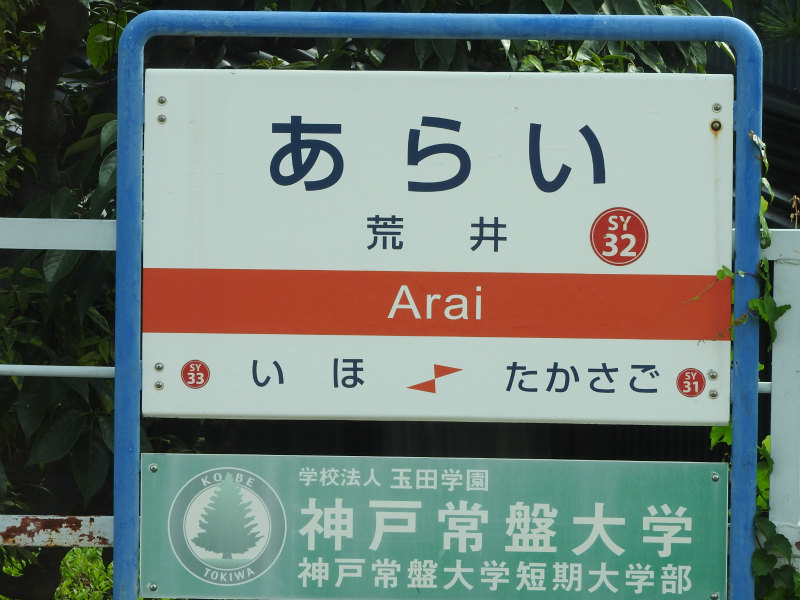 あらい
荒井 SY 32
Arai
SY 33 いほ たかさご SY 31
学校法人 玉田学園
神戸常盤大学
神戸常盤大学短期大学部
KOBE
TOKIWA